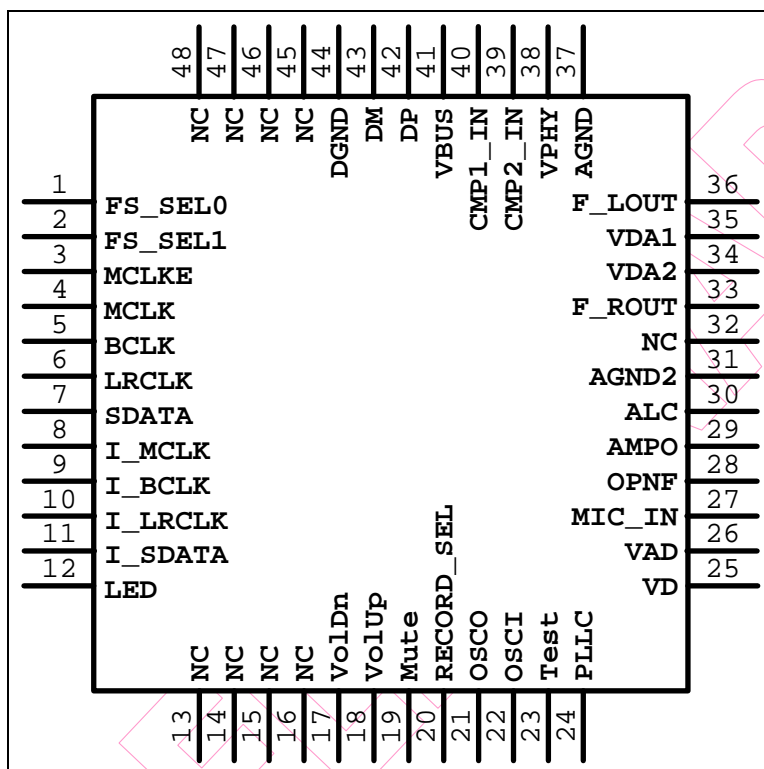 48 47 46 45 44 43 42 41 40 39 38 37
NC NC NC NC DGND DM DP VBUS CMP1_IN CMP2_IN VPHY AGND
1 FS_SEL0
2 FS_SEL1
3 MCLKE
4 MCLK
5 BCLK
6 LRCLK
7 SDATA
8 I_MCLK
9 I_BCLK
10 I_LRCLK
11 I_SDATA
12 LED
F_LOUT 36
VDA1 35
VDA2 34
F_ROUT 33
NC 32
AGND2 31
ALC 30
AMPO 29
OPNF 28
MIC_IN 27
VAD 26
VD 25
NC NC NC NC VolDn VolUp Mute RECORD_SEL OSCO OSCI Test PLLC
13 14 15 16 17 18 19 20 21 22 23 24